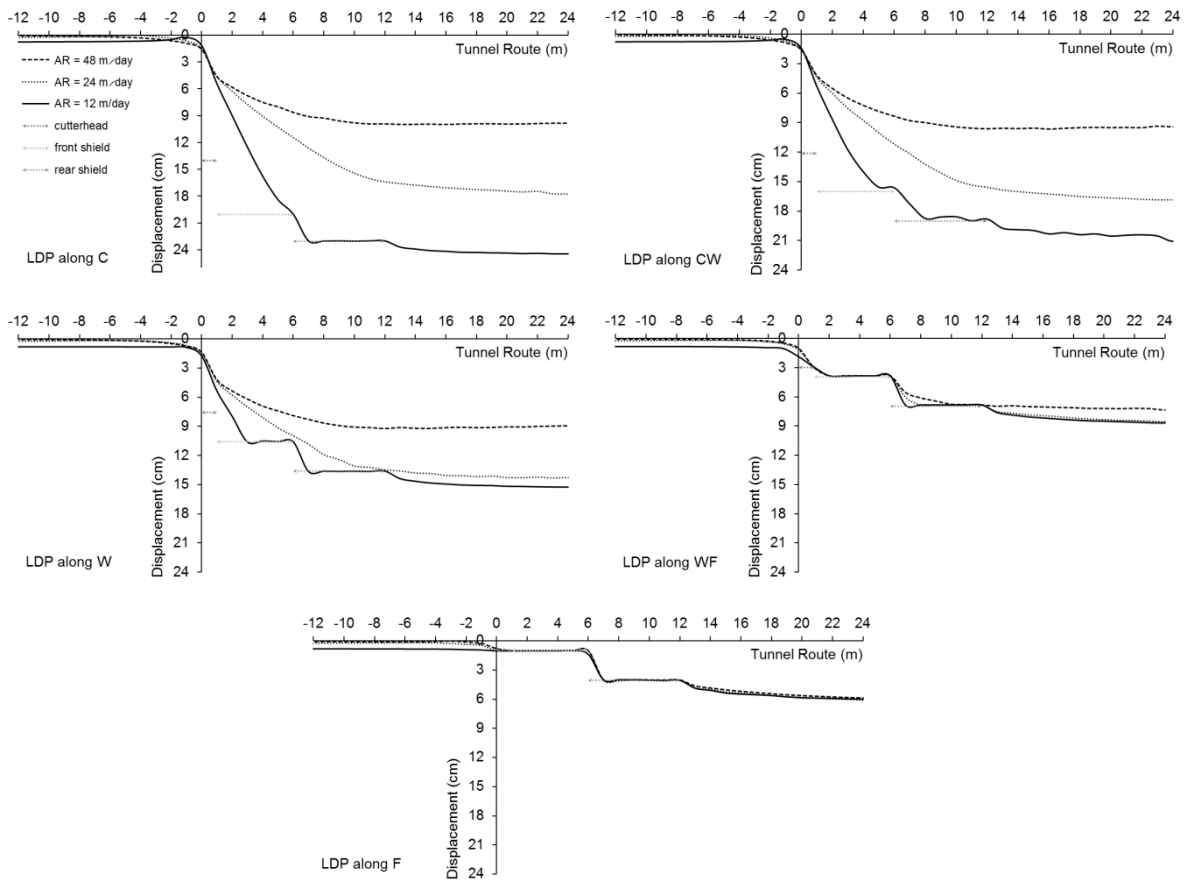 -12 -10 -8 -6 -4 -2 0 2 4 6 8 10 12 14 16 18 20 22 24
0
3
6
9
12
15
18
21
24
Tunnel Route (m)
Displacement (cm)
AR = 48 m/day
AR = 24 m/day
AR = 12 m/day
cutterhead
front shield
rear shield
LDP along C
-12 -10 -8 -6 -4 -2 0 2 4 6 8 10 12 14 16 18 20 22 24
0
3
6
9
12
15
18
21
24
Tunnel Route (m)
Displacement (cm)
LDP along CW
-12 -10 -8 -6 -4 -2 0 2 4 6 8 10 12 14 16 18 20 22 24
0
3
6
9
12
15
18
21
24
Tunnel Route (m)
Displacement (cm)
LDP along W
-12 -10 -8 -6 -4 -2 0 2 4 6 8 10 12 14 16 18 20 22 24
0
3
6
9
12
15
18
21
24
Tunnel Route (m)
Displacement (cm)
LDP along WF
-12 -10 -8 -6 -4 -2 0 2 4 6 8 10 12 14 16 18 20 22 24
0
3
6
9
12
15
18
21
24
Tunnel Route (m)
Displacement (cm)
LDP along F